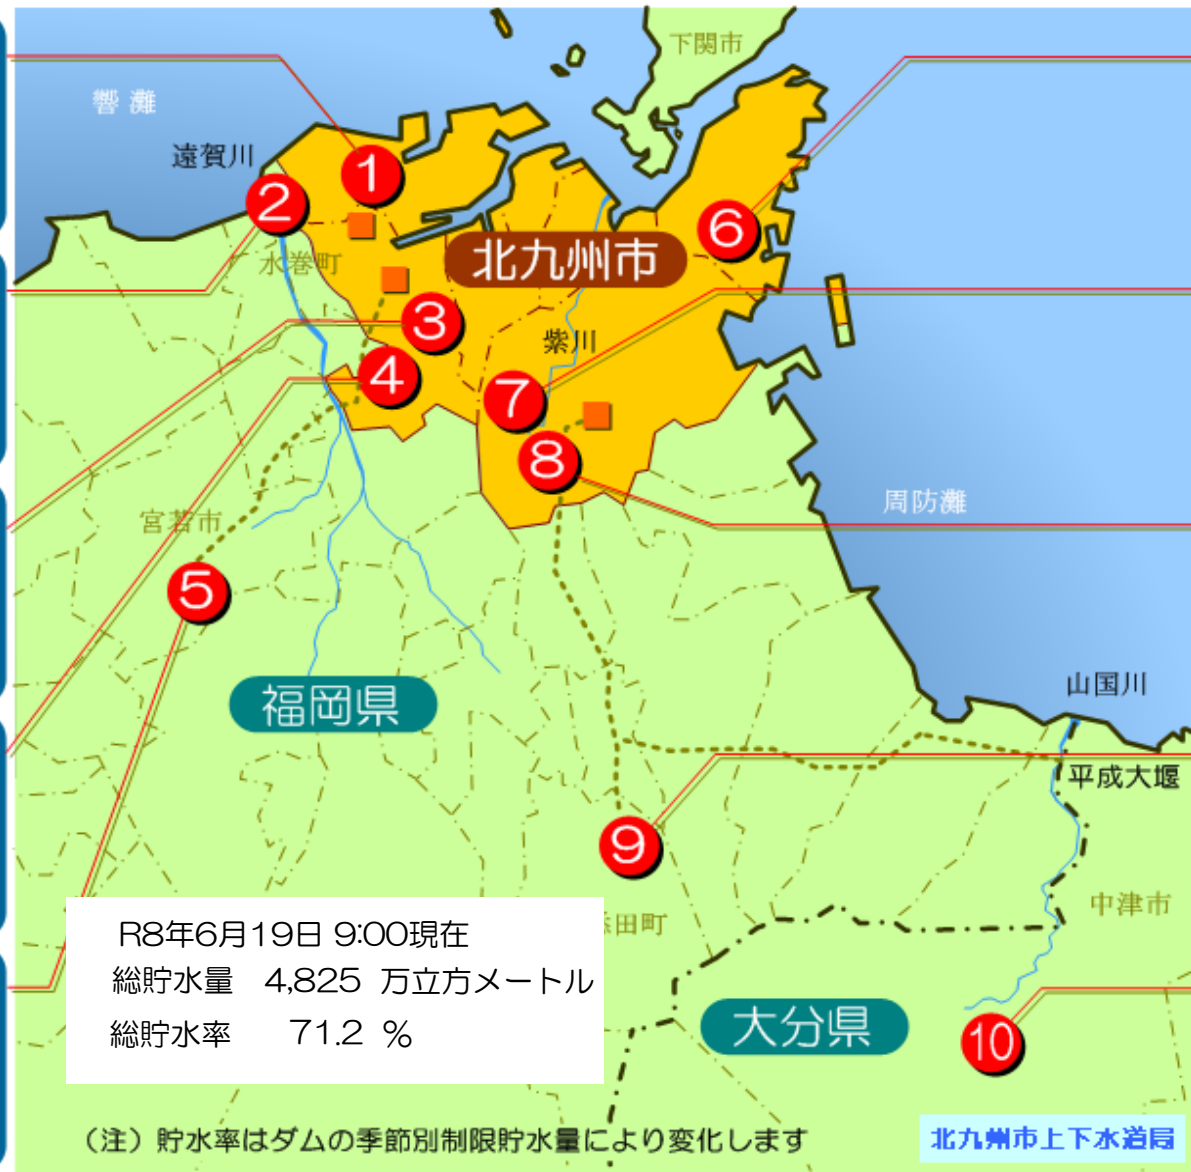 下関市
響灘
遠賀川
①
②
⑥
北九州市
水巻町
③
紫川
④
⑦
⑧
周防灘
宮若市
⑤
福岡県
山国川
平成大堰
⑨
中津市
田町
R8年6月19日 9:00現在
総貯水量 4,825 万立方メートル
総貯水率 71.2 %
大分県
⑩
（注）貯水率はダムの季節別制限貯水量により変化します
北九州市上下水道局